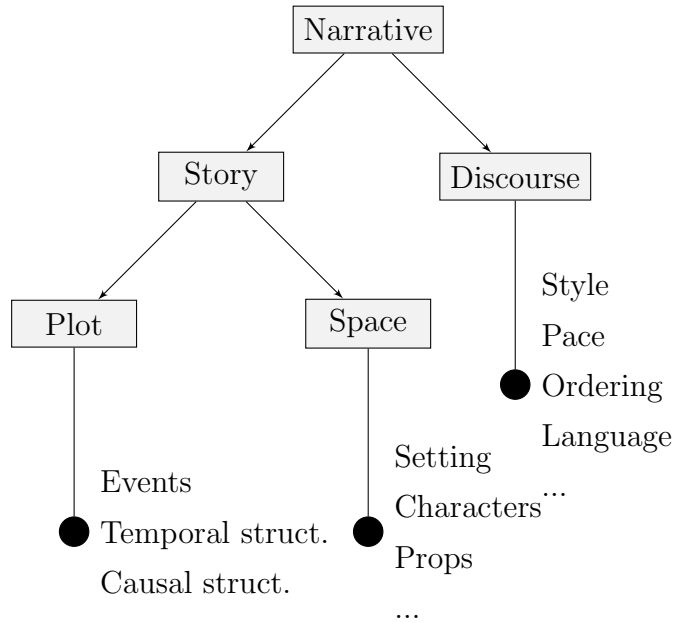 Narrative
Story
Discourse
Plot
Space
Style
Pace
Ordering
Language
...
Events
Temporal struct.
Causal struct.
Setting
Characters
Props
...